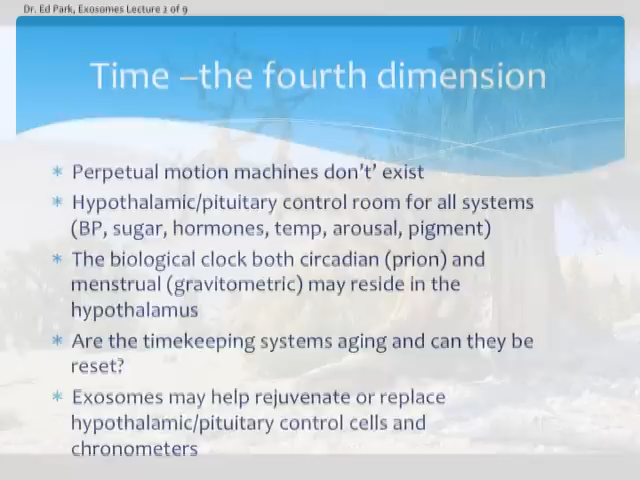 Dr. Ed Park, Exosomes Lecture 2 of 9
Time –the fourth dimension
* Perpetual motion machines don't' exist
* Hypothalamic/pituitary control room for all systems
(BP, sugar, hormones, temp, arousal, pigment)
* The biological clock both circadian (prion) and
menstrual (gravitometric) may reside in the
hypothalamus
* Are the timekeeping systems aging and can they be
reset?
* Exosomes may help rejuvenate or replace
hypothalamic/pituitary control cells and
chronometers